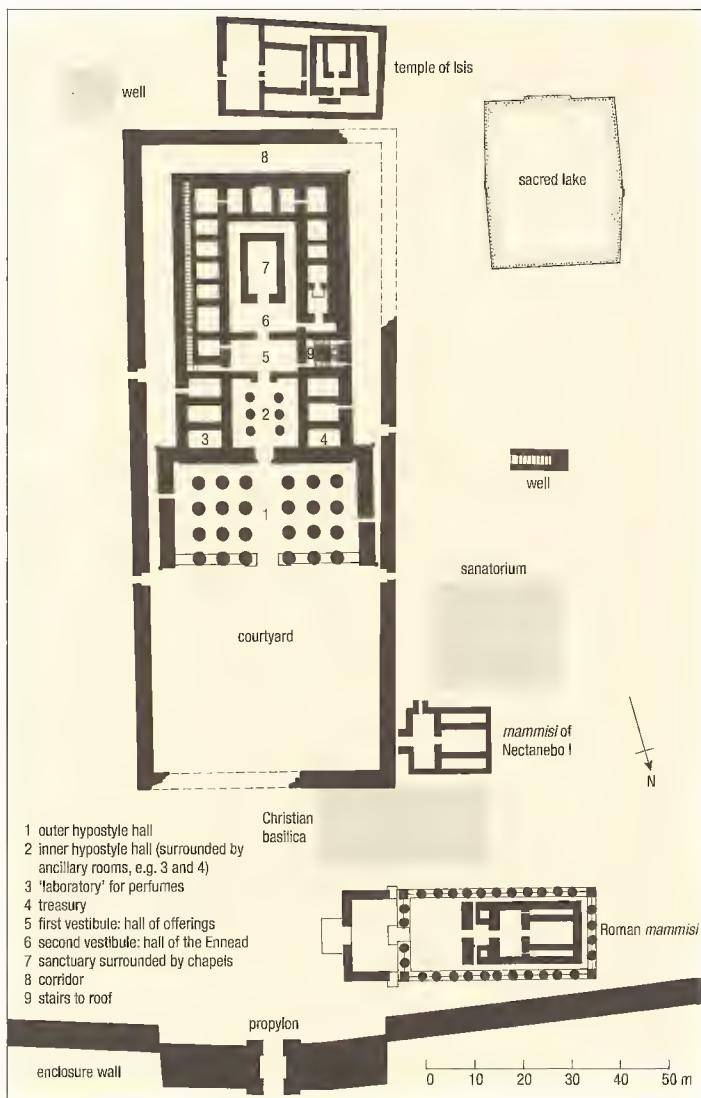 temple of Isis
well
8
sacred lake
7
6
5
9
2
3
4
1
well
sanatorium
courtyard
mammisi of
Nectanebo I
N
Christian
basilica
1 outer hypostyle hall
2 inner hypostyle hall (surrounded by
ancillary rooms, e.g. 3 and 4)
3 'laboratory' for perfumes
4 treasury
5 first vestibule: hall of offerings
6 second vestibule: hall of the Ennead
7 sanctuary surrounded by chapels
8 corridor
9 stairs to roof
Roman mammisi
propylon
enclosure wall
0 10 20 30 40 50 m